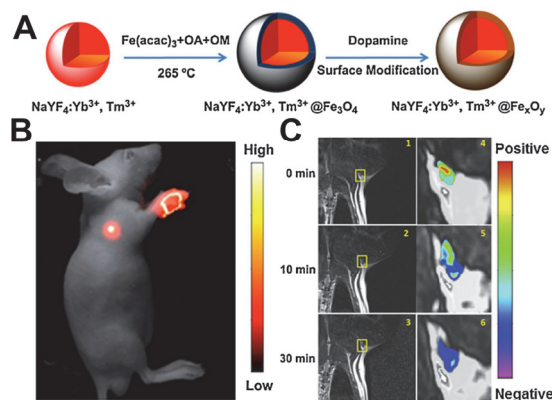 A
Fe(acac)₃+OA+OM
265 ºC
Dopamine
Surface Modification
NaYF₄:Yb³⁺, Tm³⁺
NaYF₄:Yb³⁺, Tm³⁺ @Fe₃O₄
NaYF₄:Yb³⁺, Tm³⁺ @FeₓOᵧ
B
High
Low
C
0 min
1
4
10 min
2
5
30 min
3
6
Positive
Negative